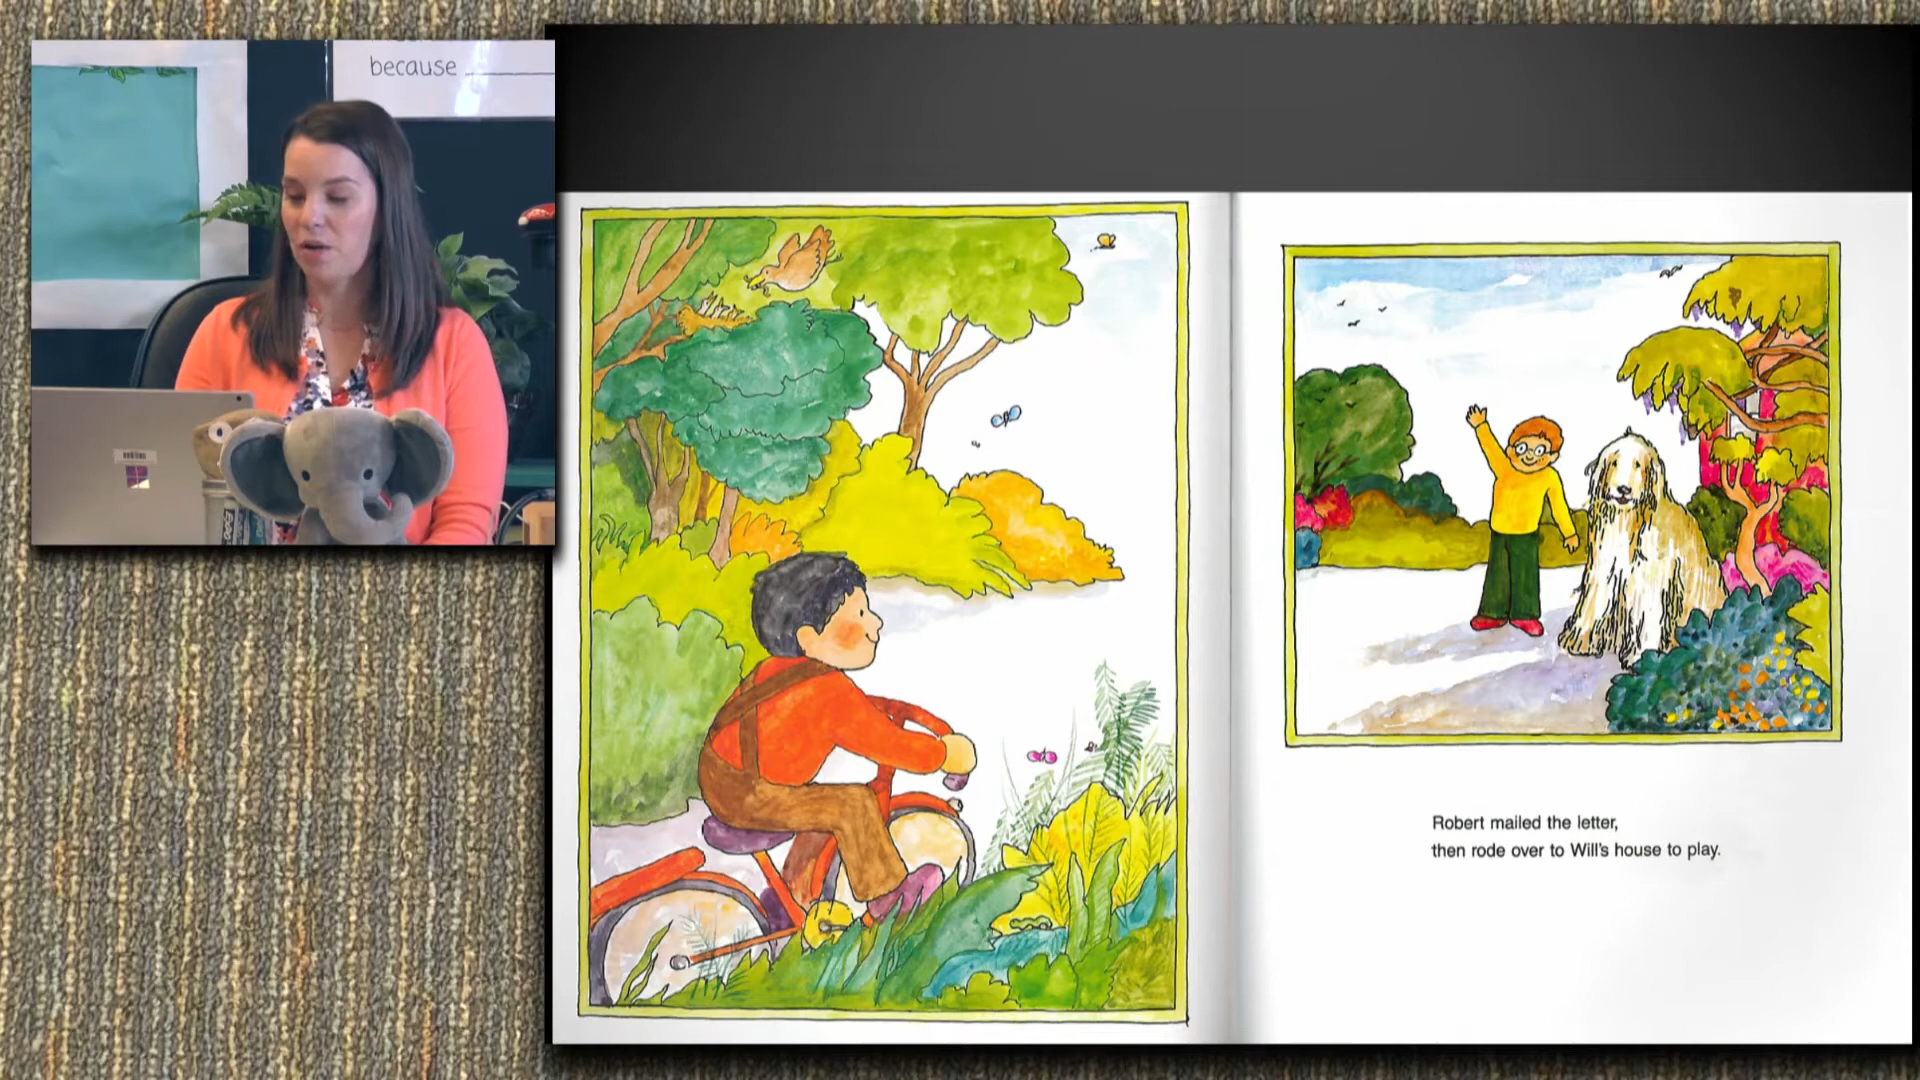 because
Robert mailed the letter,
then rode over to Will's house to play.